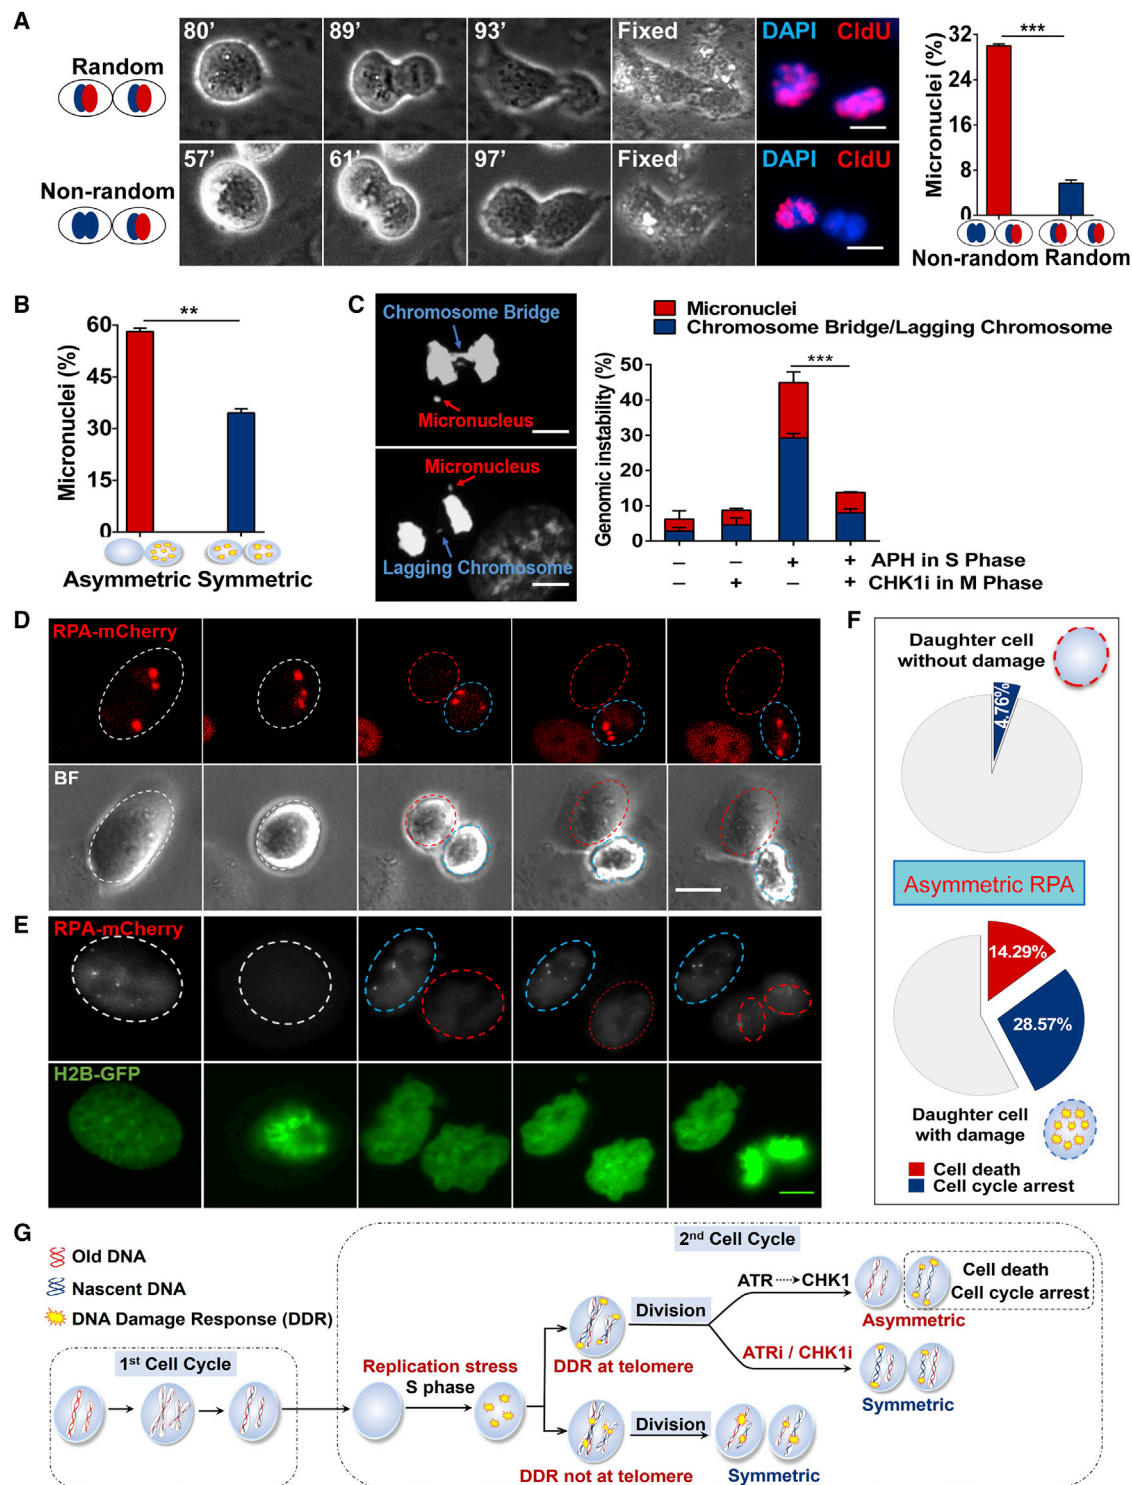 A
Random
80’
89’
93’
Fixed
DAPI CldU
Non-random
57’
61’
97’
Fixed
DAPI CldU
Micronuclei (%)
32
24
16
8
0
***
Non-random Random
B
Micronuclei (%)
60
45
30
15
0
**
Asymmetric Symmetric
C
Chromosome Bridge
Micronucleus
Micronucleus
Lagging Chromosome
Micronuclei
Chromosome Bridge/Lagging Chromosome
Genomic instability (%)
50
40
30
20
10
0
***
– – + + APH in S Phase
– + – + CHK1i in M Phase
D
RPA-mCherry
BF
E
RPA-mCherry
H2B-GFP
F
Daughter cell
without damage
4.76%
Asymmetric RPA
14.29%
28.57%
Daughter cell
with damage
Cell death
Cell cycle arrest
G
Old DNA
Nascent DNA
DNA Damage Response (DDR)
1st Cell Cycle
2nd Cell Cycle
Replication stress
S phase
DDR at telomere
Division
ATR CHK1
Cell death
Cell cycle arrest
Asymmetric
ATRi / CHK1i
Symmetric
DDR not at telomere
Division
Symmetric